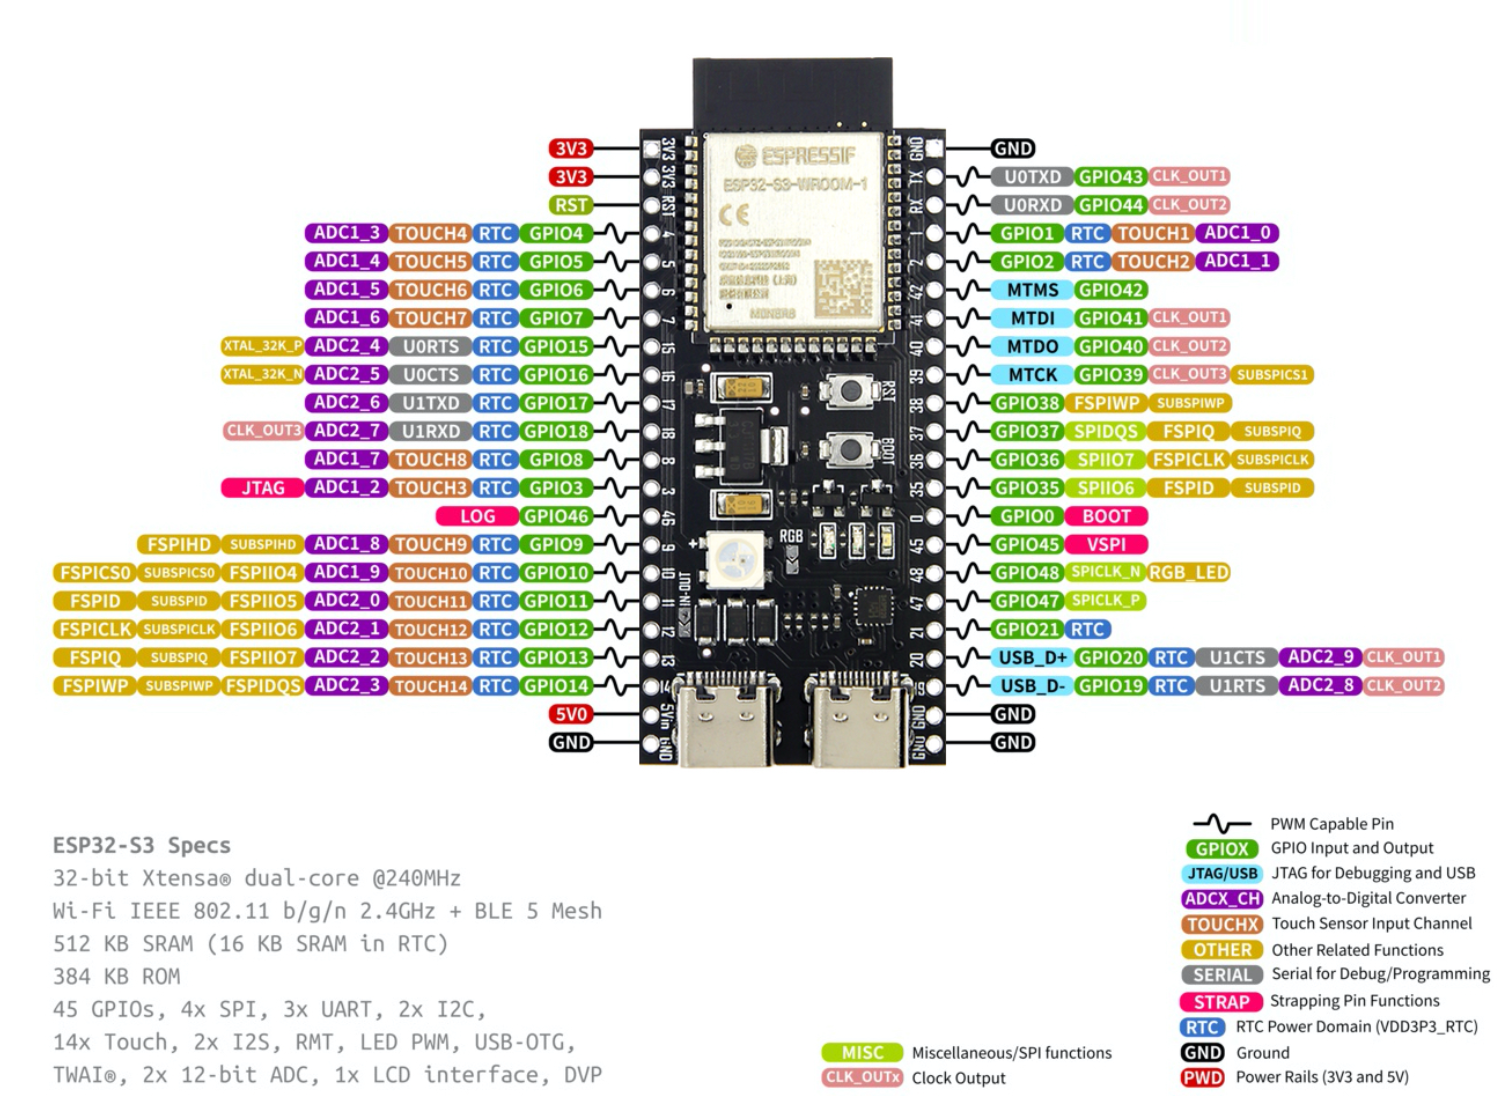 3V3 3V3 GND GND
3V3 3V3 TX U0TXD GPIO43 CLK_OUT1
RST RST RX U0RXD GPIO44 CLK_OUT2
ADC1_3 TOUCH4 RTC GPIO4 4 1 GPIO1 RTC TOUCH1 ADC1_0
ADC1_4 TOUCH5 RTC GPIO5 5 2 GPIO2 RTC TOUCH2 ADC1_1
ADC1_5 TOUCH6 RTC GPIO6 6 42 MTMS GPIO42
ADC1_6 TOUCH7 RTC GPIO7 7 41 MTDI GPIO41 CLK_OUT1
XTAL_32K_P ADC2_4 U0RTS RTC GPIO15 15 40 MTDO GPIO40 CLK_OUT2
XTAL_32K_N ADC2_5 U0CTS RTC GPIO16 16 39 MTCK GPIO39 CLK_OUT3 SUBSPICS1
ADC2_6 U1TXD RTC GPIO17 17 38 GPIO38 FSPIWP SUBSPIWP
CLK_OUT3 ADC2_7 U1RXD RTC GPIO18 18 37 GPIO37 SPIDQS FSPIQ SUBSPIQ
ADC1_7 TOUCH8 RTC GPIO8 8 36 GPIO36 SPIIO7 FSPICLK SUBSPICLK
JTAG ADC1_2 TOUCH3 RTC GPIO3 3 35 GPIO35 SPIIO6 FSPID SUBSPID
LOG GPIO46 46 0 GPIO0 BOOT
FSPIHD SUBSPIHD ADC1_8 TOUCH9 RTC GPIO9 9 45 GPIO45 VSPI
FSPICS0 SUBSPICS0 FSPIIO4 ADC1_9 TOUCH10 RTC GPIO10 10 48 GPIO48 SPICLK_N RGB_LED
FSPID SUBSPID FSPIIO5 ADC2_0 TOUCH11 RTC GPIO11 11 47 GPIO47 SPICLK_P
FSPICLK SUBSPICLK FSPIIO6 ADC2_1 TOUCH12 RTC GPIO12 12 21 GPIO21 RTC
FSPIQ SUBSPIQ FSPIIO7 ADC2_2 TOUCH13 RTC GPIO13 13 20 USB_D+ GPIO20 RTC U1CTS ADC2_9 CLK_OUT1
FSPIWP SUBSPIWP FSPIDQS ADC2_3 TOUCH14 RTC GPIO14 14 19 USB_D- GPIO19 RTC U1RTS ADC2_8 CLK_OUT2
5V0 5Vin GND GND
GND GND GND GND
ESPRESSIF
ESP32-S3-WROOM-1
CE
RST
BOOT
RGB
IN-OUT
ESP32-S3 Specs
32-bit Xtensa® dual-core @240MHz
Wi-Fi IEEE 802.11 b/g/n 2.4GHz + BLE 5 Mesh
512 KB SRAM (16 KB SRAM in RTC)
384 KB ROM
45 GPIOs, 4x SPI, 3x UART, 2x I2C,
14x Touch, 2x I2S, RMT, LED PWM, USB-OTG,
TWAI®, 2x 12-bit ADC, 1x LCD interface, DVP
MISC Miscellaneous/SPI functions
CLK_OUTx Clock Output
PWM Capable Pin
GPIOX GPIO Input and Output
JTAG/USB JTAG for Debugging and USB
ADCX_CH Analog-to-Digital Converter
TOUCHX Touch Sensor Input Channel
OTHER Other Related Functions
SERIAL Serial for Debug/Programming
STRAP Strapping Pin Functions
RTC RTC Power Domain (VDD3P3_RTC)
GND Ground
PWD Power Rails (3V3 and 5V)